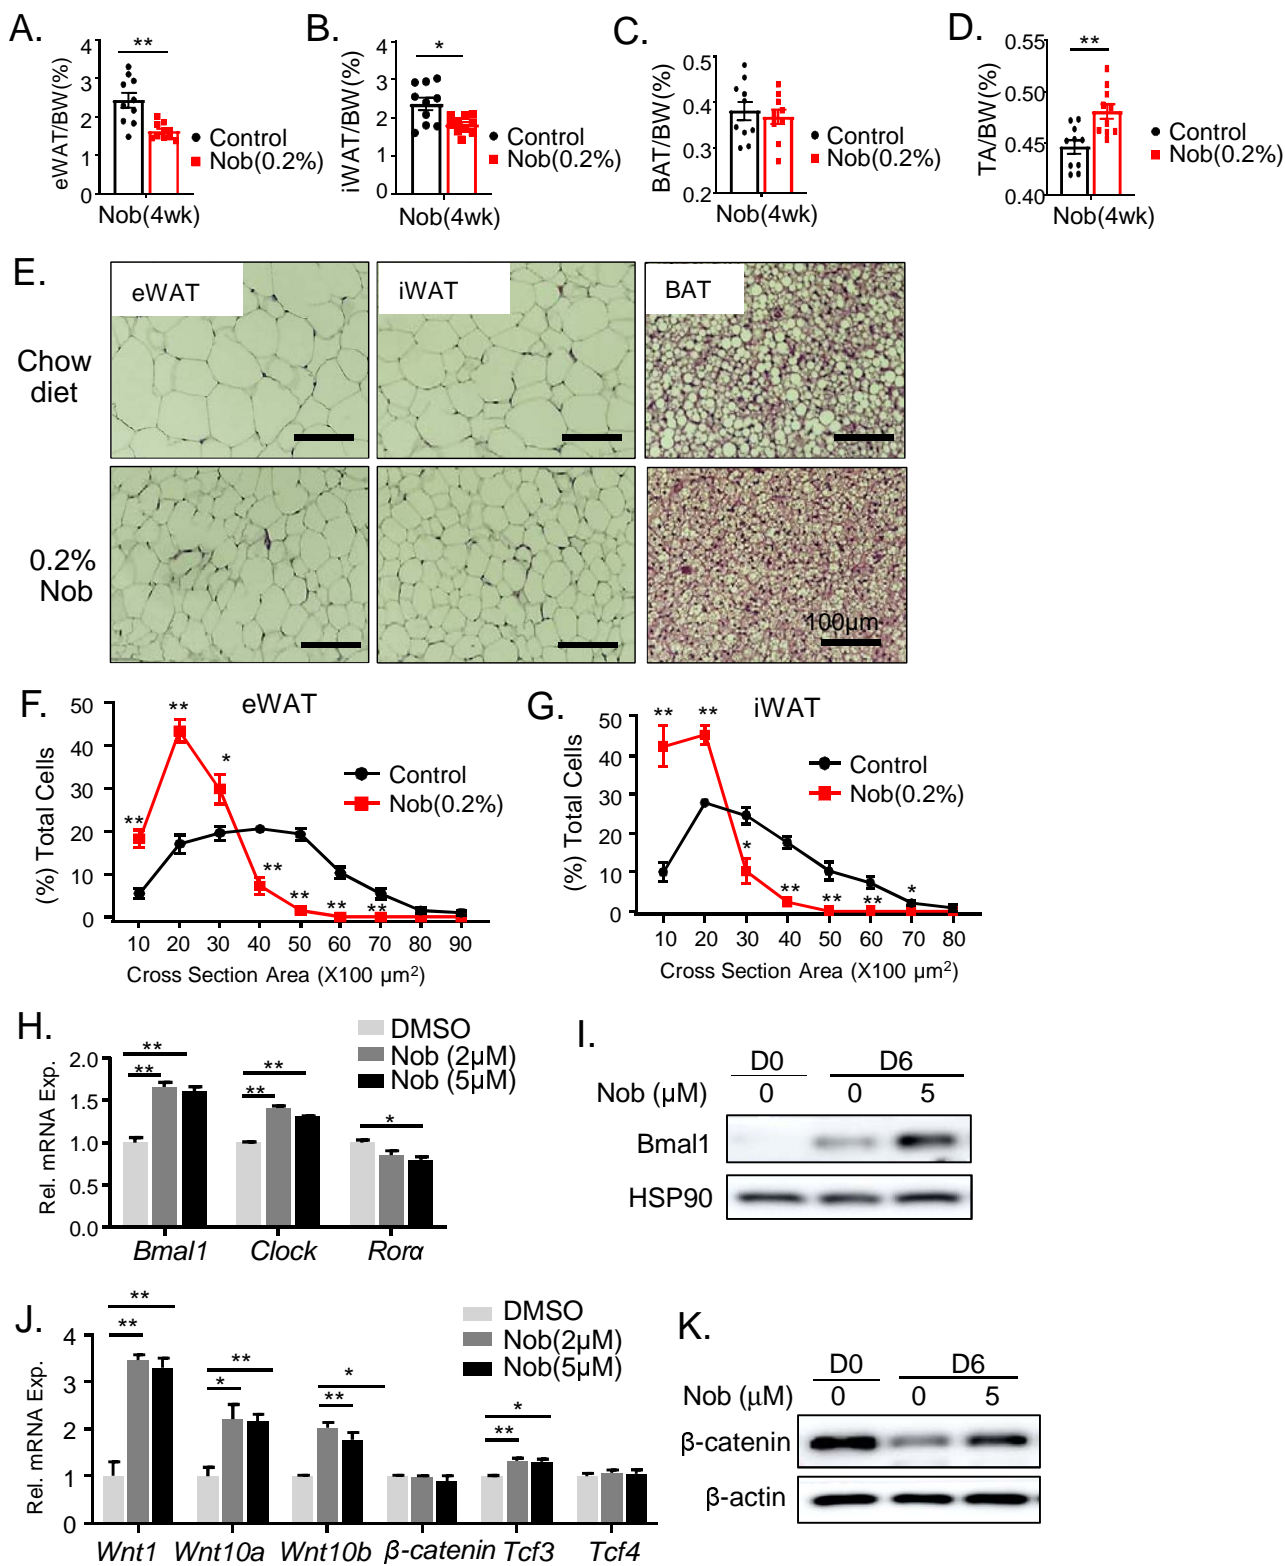 A.
eWAT/BW(%)
4
3
2
1
0
**
Control
Nob(0.2%)
Nob(4wk)
B.
iWAT/BW(%)
4
3
2
1
0
*
Control
Nob(0.2%)
Nob(4wk)
C.
BAT/BW(%)
0.5
0.4
0.3
0.2
Control
Nob(0.2%)
Nob(4wk)
D.
TA/BW(%)
0.55
0.50
0.45
0.40
**
Control
Nob(0.2%)
Nob(4wk)
E.
eWAT
iWAT
BAT
Chow
diet
0.2%
Nob
100µm
F.
eWAT
(%) Total Cells
50
40
30
20
10
0
**
**
*
**
**
**
**
Control
Nob(0.2%)
10 20 30 40 50 60 70 80 90
Cross Section Area (X100 µm²)
G.
iWAT
(%) Total Cells
50
40
30
20
10
0
**
**
*
**
**
**
*
Control
Nob(0.2%)
10 20 30 40 50 60 70 80
Cross Section Area (X100 µm²)
H.
DMSO
Nob (2µM)
Nob (5µM)
Rel. mRNA Exp.
2.0
1.5
1.0
0.5
0.0
**
**
**
**
*
Bmal1 Clock Rorα
I.
D0 D6
Nob (µM) 0 0 5
Bmal1
HSP90
J.
DMSO
Nob(2µM)
Nob(5µM)
Rel. mRNA Exp.
4
3
2
1
0
**
**
**
*
*
**
*
**
Wnt1 Wnt10a Wnt10b β-catenin Tcf3 Tcf4
K.
D0 D6
Nob (µM) 0 0 5
β-catenin
β-actin